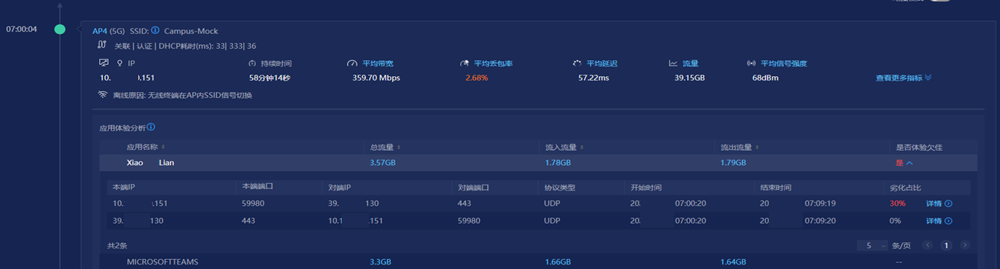 07:00:04
AP4 (5G) SSID: Campus-Mock
关联 | 认证 | DHCP耗时(ms): 33| 333| 36
IP 持续时间 平均带宽 平均丢包率 平均延迟 流量 平均信号强度
10. 0.151 58分钟14秒 359.70 Mbps 2.68% 57.22ms 39.15GB 68dBm 查看更多指标
离线原因: 无线终端在AP内SSID信号切换
应用体验分析
应用名称 总流量 流入流量 流出流量 是否体验欠佳
Xiao Lian 3.57GB 1.78GB 1.79GB 是
本端IP 本端端口 对端IP 对端端口 协议类型 开始时间 结束时间 劣化占比
10. .151 59980 39. 130 443 UDP 20 07:00:20 20 07:09:19 30% 详情
39. 130 443 10.1 .151 59980 UDP 20 07:00:20 20 07:09:20 0% 详情
共2条 5 条/页 1
MICROSOFTTEAMS 3.3GB 1.66GB 1.64GB --